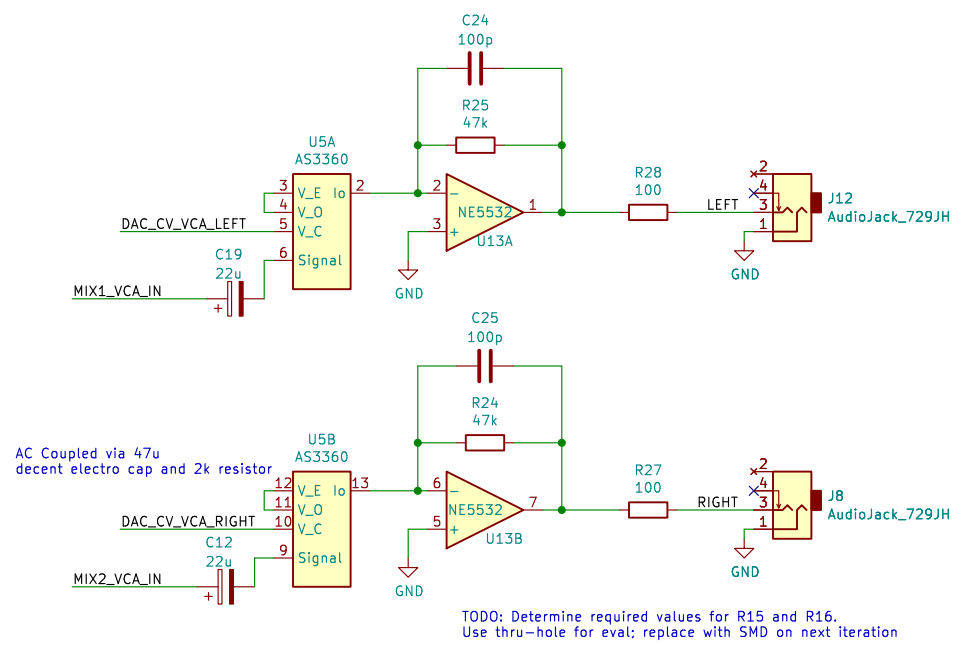 C24
100p
R25
47k
U5A
AS3360
3 V_E Io 2
4 V_O
5 V_C
6 Signal
DAC_CV_VCA_LEFT
C19
22u
+
MIX1_VCA_IN
2 −
3 +
NE5532
U13A
1
GND
R28
100
LEFT
2
4
3
1
J12
AudioJack_729JH
GND
C25
100p
R24
47k
AC Coupled via 47u
decent electro cap and 2k resistor
U5B
AS3360
12 V_E Io 13
11 V_O
10 V_C
9 Signal
DAC_CV_VCA_RIGHT
C12
22u
+
MIX2_VCA_IN
6 −
5 +
NE5532
U13B
7
GND
R27
100
RIGHT
2
4
3
1
J8
AudioJack_729JH
GND
TODO: Determine required values for R15 and R16.
Use thru-hole for eval; replace with SMD on next iteration